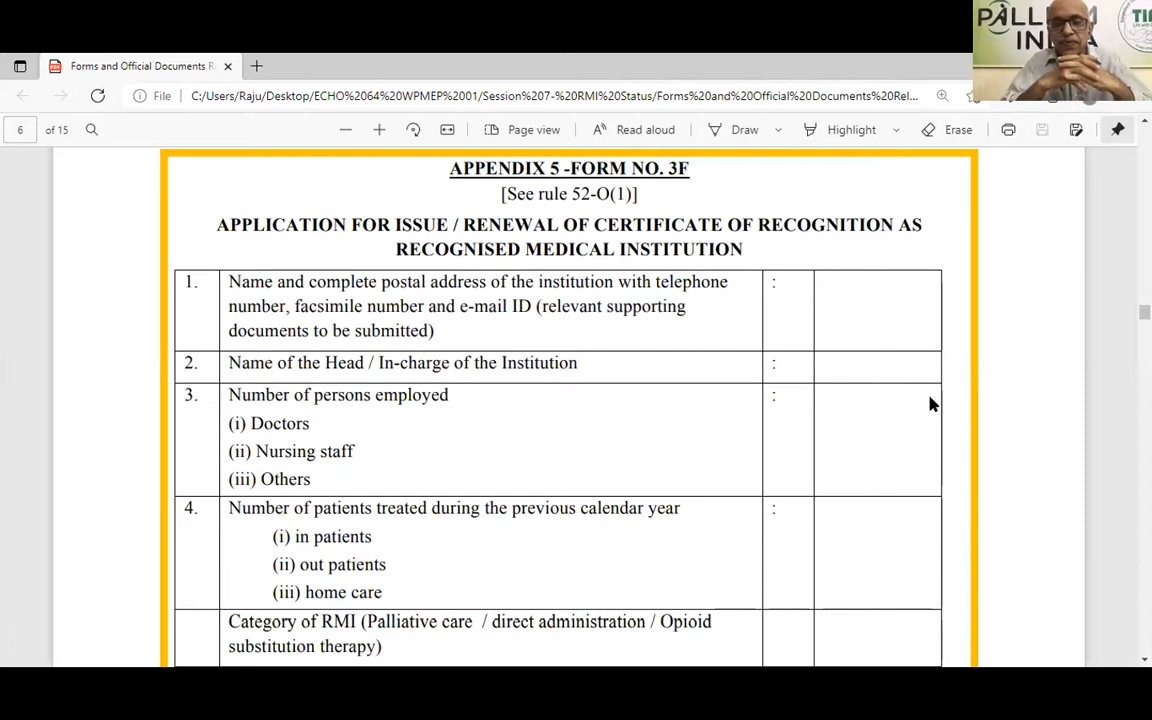 PALL M
IN IA
TI
Forms and Official Documents R
File
C:/Users/Raju/Desktop/ECHO%2064%20WPMEP%2001/Session%207-%20RMI%20Status/Forms%20and%20Official%20Documents%20Rel...
6 of 15
Page view
Read aloud
Draw
Highlight
Erase
APPENDIX 5 -FORM NO. 3F
[See rule 52-O(1)]
APPLICATION FOR ISSUE / RENEWAL OF CERTIFICATE OF RECOGNITION AS
RECOGNISED MEDICAL INSTITUTION
1. Name and complete postal address of the institution with telephone :
number, facsimile number and e-mail ID (relevant supporting
documents to be submitted)
2. Name of the Head / In-charge of the Institution :
3. Number of persons employed :
(i) Doctors
(ii) Nursing staff
(iii) Others
4. Number of patients treated during the previous calendar year :
(i) in patients
(ii) out patients
(iii) home care
Category of RMI (Palliative care / direct administration / Opioid
substitution therapy)